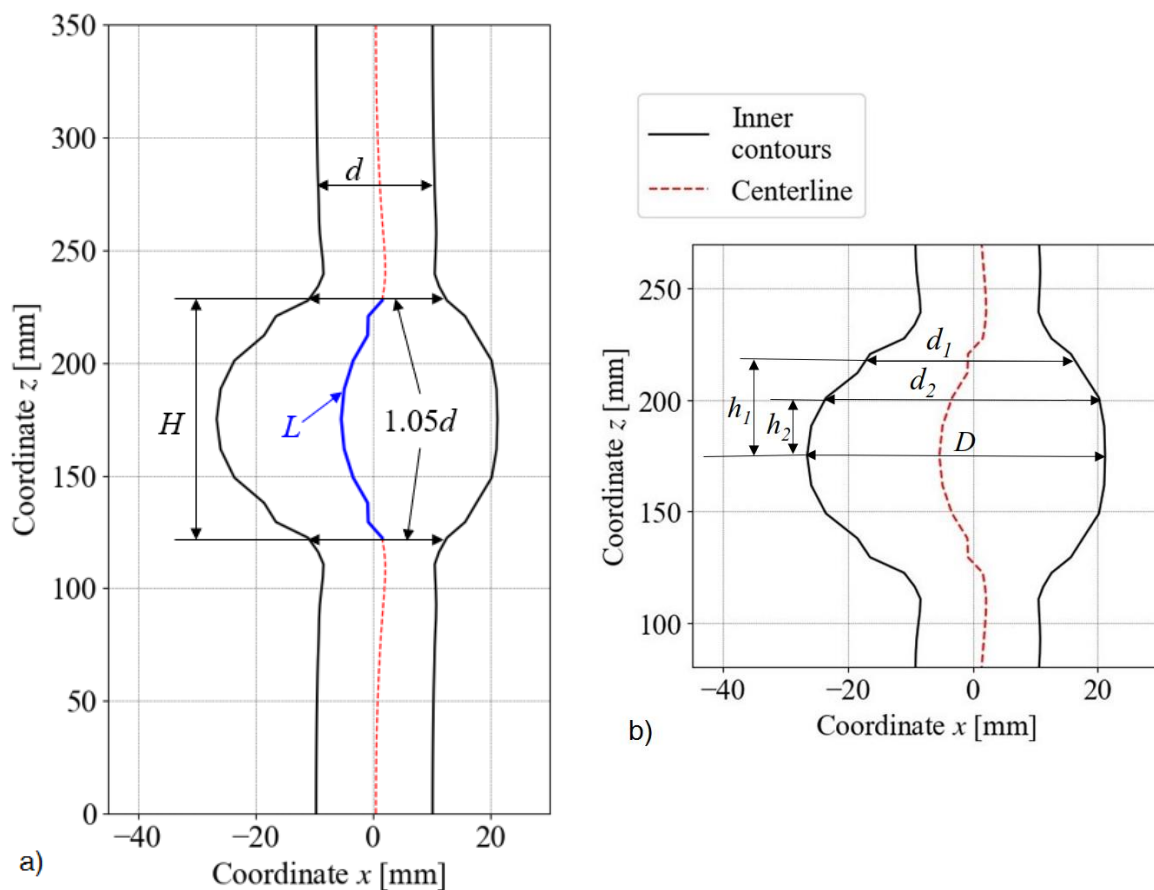 350
300
250
200
150
100
50
0
−40
−20
0
20
Coordinate z [mm]
Coordinate x [mm]
d
H
L
1.05d
a)
Inner
contours
Centerline
250
200
150
100
−40
−20
0
20
Coordinate z [mm]
Coordinate x [mm]
d1
d2
h1
h2
D
b)